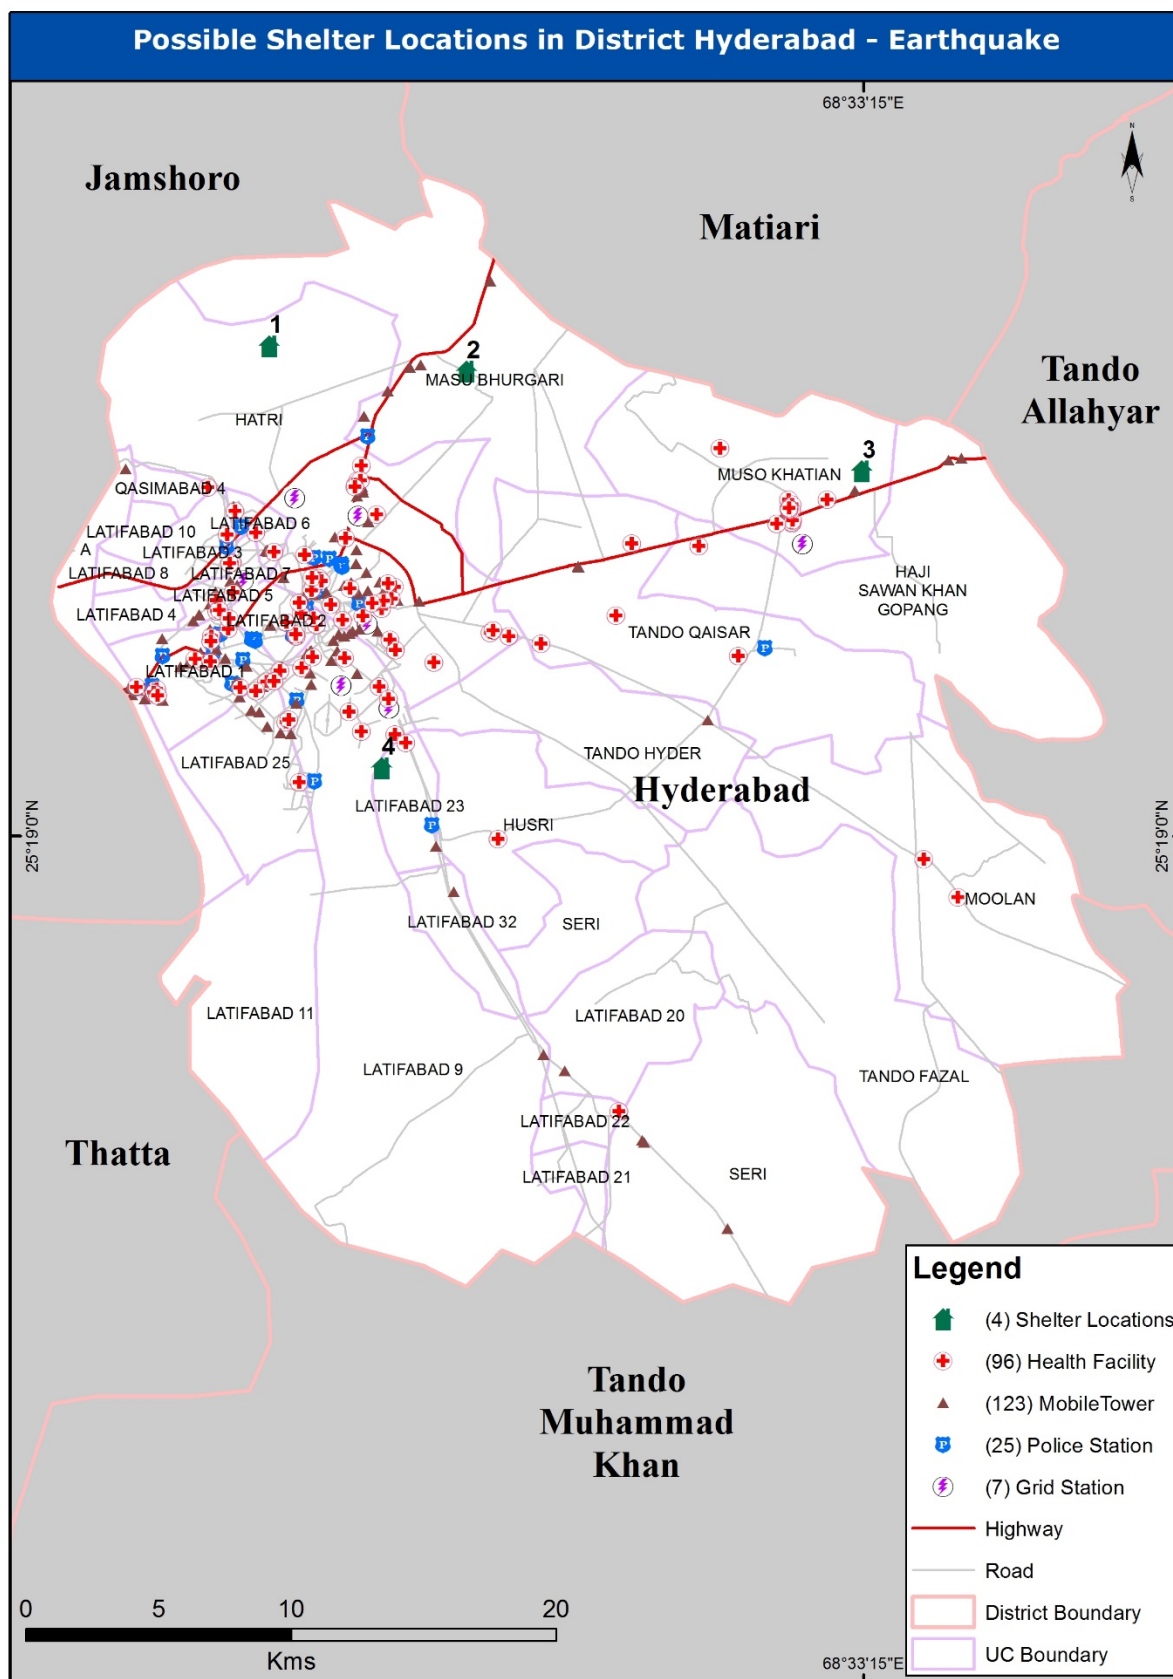 Possible Shelter Locations in District Hyderabad - Earthquake
68°33'15"E
N
S
Jamshoro
Matiari
Tando
Allahyar
1
2
MASU BHURGARI
HATRI
3
MUSO KHATIAN
QASIMABAD 4
LATIFABAD 6
LATIFABAD 10
A
LATIFABAD 3
LATIFABAD 8
LATIFABAD 7
LATIFABAD 5
LATIFABAD 4
LATIFABAD 2
HAJI
SAWAN KHAN
GOPANG
TANDO QAISAR
LATIFABAD 1
4
LATIFABAD 25
TANDO HYDER
Hyderabad
LATIFABAD 23
HUSRI
25°19'0"N
25°19'0"N
MOOLAN
LATIFABAD 32
SERI
LATIFABAD 11
LATIFABAD 20
LATIFABAD 9
TANDO FAZAL
LATIFABAD 22
LATIFABAD 21
SERI
Thatta
Tando
Muhammad
Khan
Legend
(4) Shelter Locations
(96) Health Facility
(123) MobileTower
P (25) Police Station
(7) Grid Station
Highway
Road
District Boundary
UC Boundary
0 5 10 20
Kms
68°33'15"E